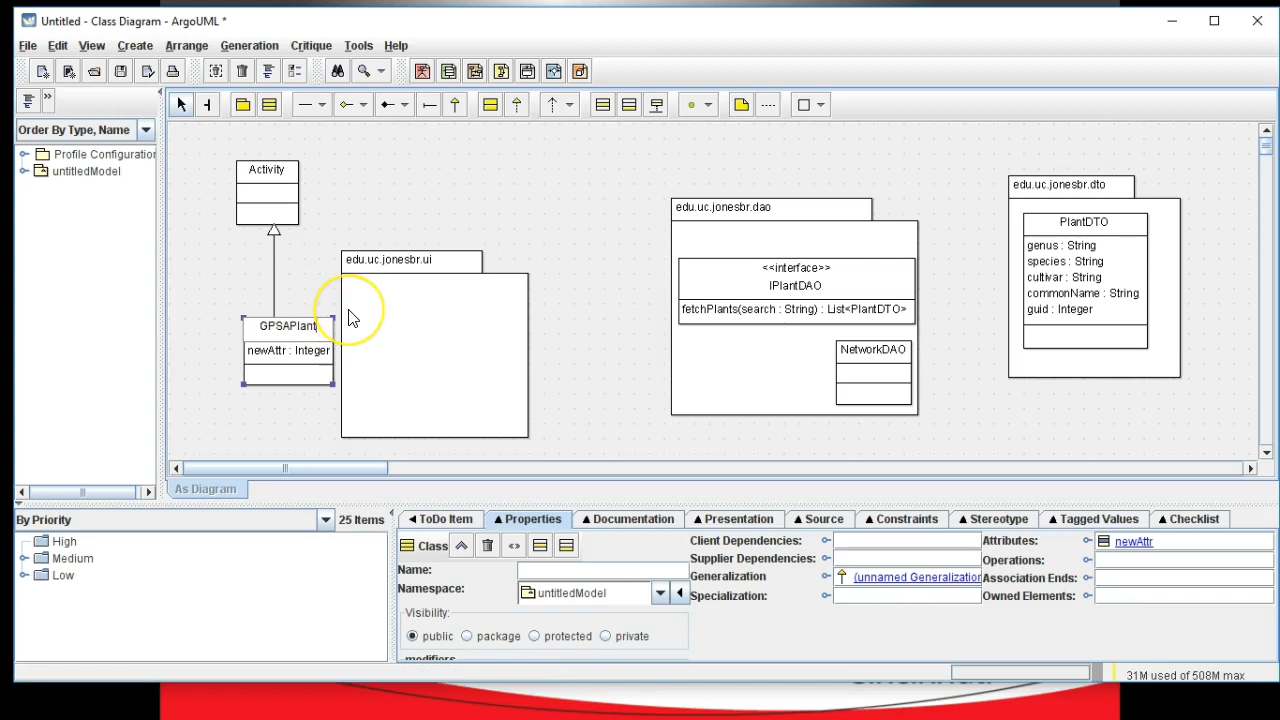 Untitled - Class Diagram - ArgoUML *
File Edit View Create Arrange Generation Critique Tools Help
Order By Type, Name
Profile Configuration
untitledModel
Activity
edu.uc.jonesbr.ui
GPSAPlant
newAttr : Integer
edu.uc.jonesbr.dao
<<interface>>
IPlantDAO
fetchPlants(search : String) : List<PlantDTO>
NetworkDAO
edu.uc.jonesbr.dto
PlantDTO
genus : String
species : String
cultivar : String
commonName : String
guid : Integer
As Diagram
By Priority 25 Items
High
Medium
Low
ToDo Item Properties Documentation Presentation Source Constraints Stereotype Tagged Values Checklist
Class
Name:
Namespace: untitledModel
Visibility:
public package protected private
modifiers
Client Dependencies:
Supplier Dependencies:
Generalization (unnamed Generalization
Specialization:
Attributes: newAttr
Operations:
Association Ends:
Owned Elements:
31M used of 508M max